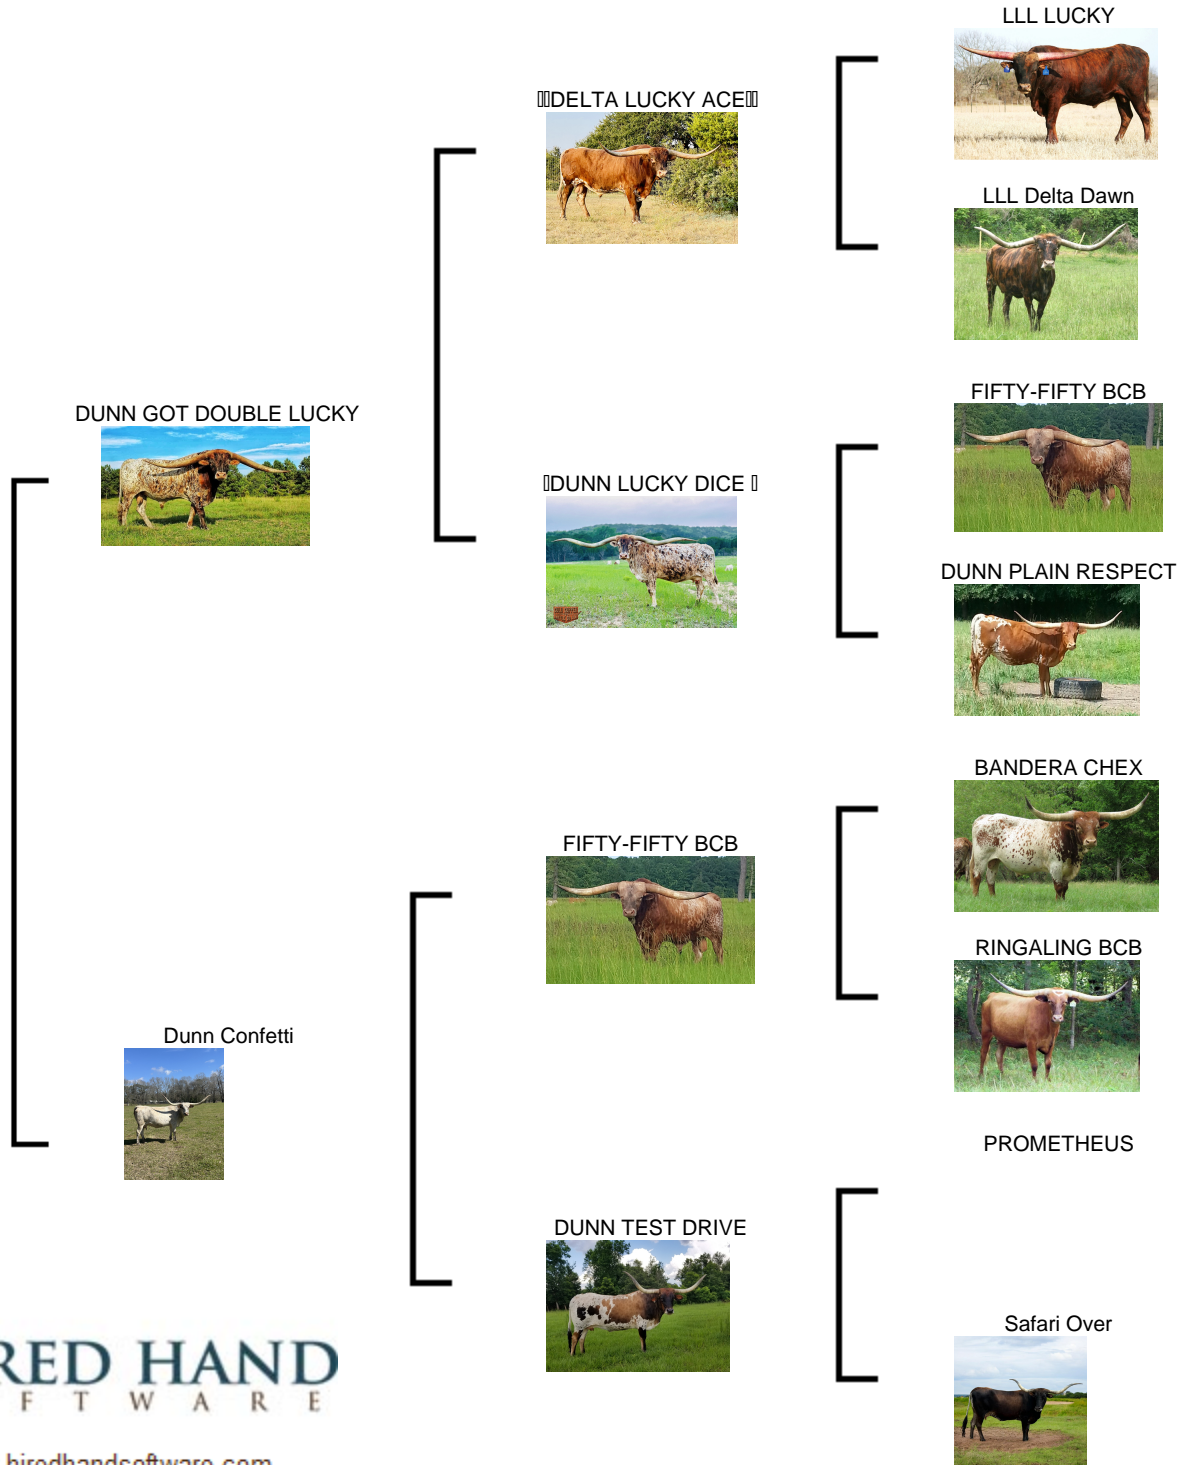 LLL LUCKY
DELTA LUCKY ACE
LLL Delta Dawn
DUNN GOT DOUBLE LUCKY
FIFTY-FIFTY BCB
DUNN LUCKY DICE
DUNN PLAIN RESPECT
BANDERA CHEX
FIFTY-FIFTY BCB
RINGALING BCB
Dunn Confetti
PROMETHEUS
DUNN TEST DRIVE
Safari Over
RED HAND
F T W A R E
hiredhandsoftware.com